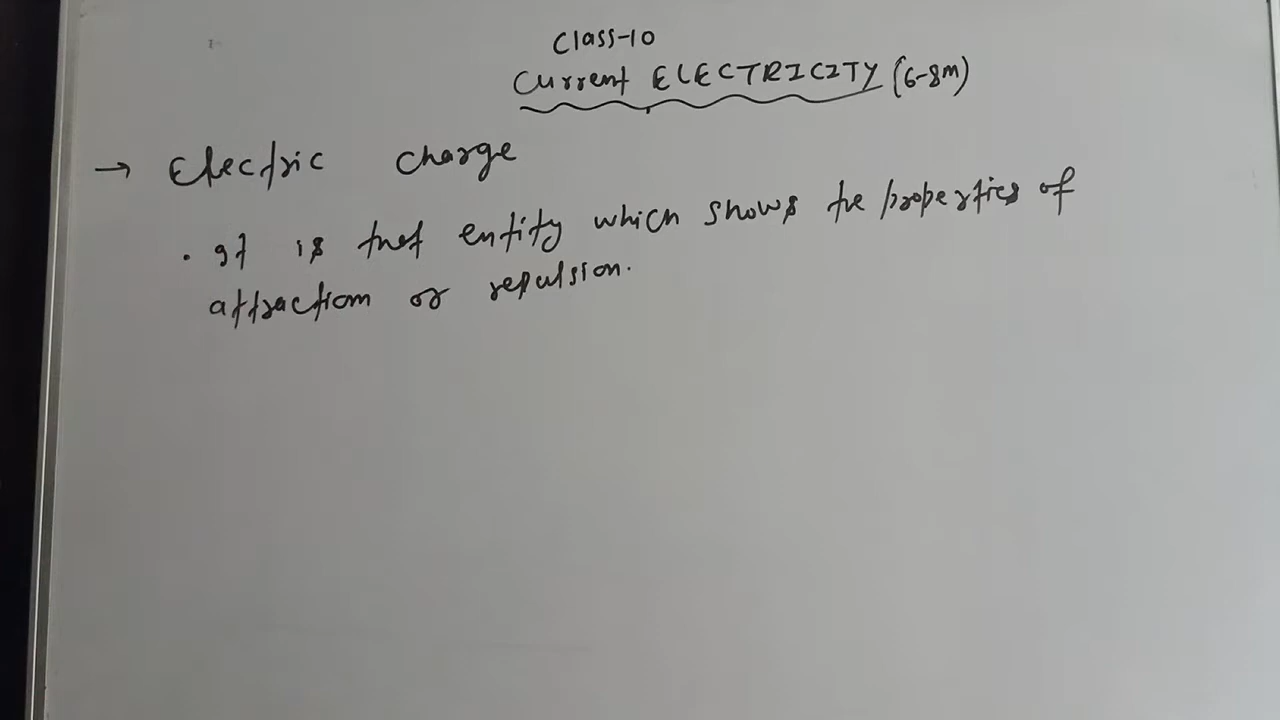 Class-10
Current ELECTRICITY (6-8m)
→ Electric charge
• It is that entity which shows the properties of
attraction or repulsion.